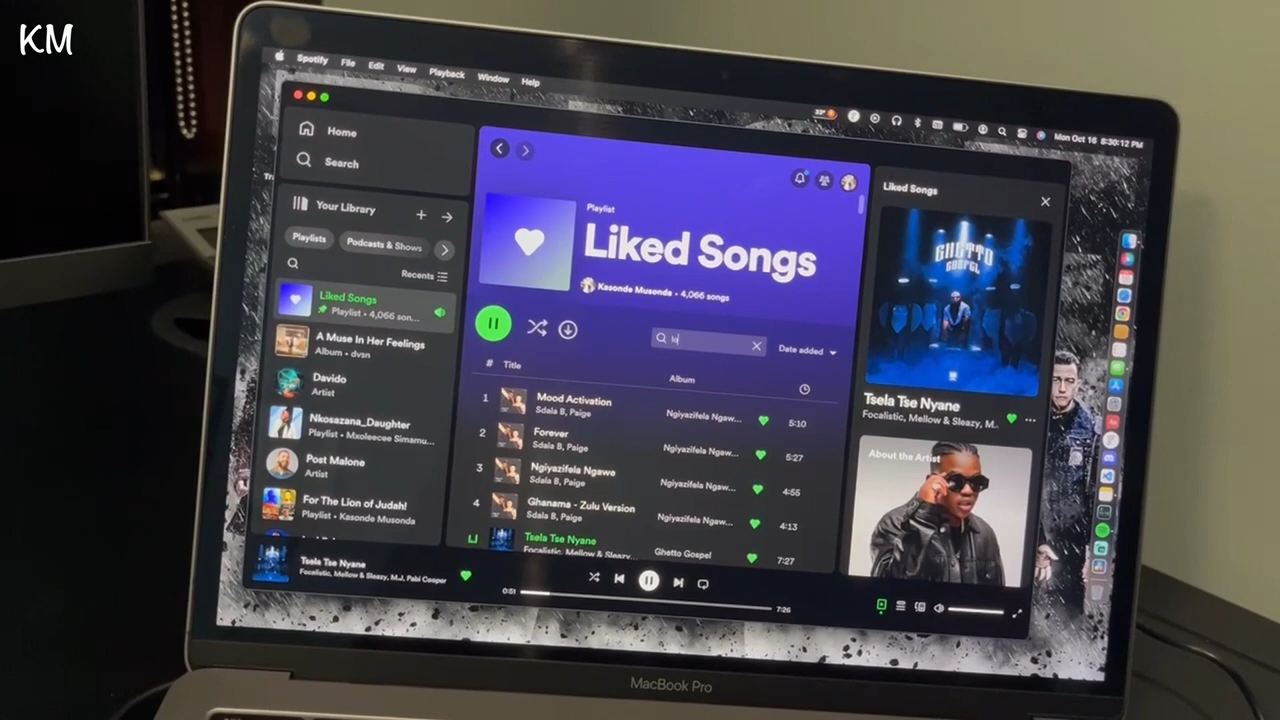 KM
Spotify File Edit View Playback Window Help
Mon Oct 16 8:30:12 PM
Home
Search
Your Library
Playlists
Podcasts & Shows
Recents
Liked Songs
Playlist • 4,066 son...
A Muse In Her Feelings
Album • dvsn
Davido
Artist
Nkosazana_Daughter
Playlist • Mxoleecee Simamu...
Post Malone
Artist
For The Lion of Judah!
Playlist • Kasonde Musonda
Playlist
Liked Songs
Kasonde Musonda • 4,066 songs
Date added
# Title Album
1 Mood Activation Ngiyazifela Ngaw... 5:10
Sdala B, Paige
2 Forever Ngiyazifela Ngaw... 5:27
Sdala B, Paige
3 Ngiyazifela Ngawe Ngiyazifela Ngaw... 4:55
Sdala B, Paige
4 Ghanama - Zulu Version Ngiyazifela Ngaw... 4:13
Sdala B, Paige
Tsela Tse Nyane Ghetto Gospel 7:27
Focalistic, Mellow & Sleazy...
Liked Songs
GHETTO
GOSPEL
Tsela Tse Nyane
Focalistic, Mellow & Sleazy, M..
About the Artist
Tsela Tse Nyane
Focalistic, Mellow & Sleazy, M.J, Pabi Cooper
0:51 7:26
MacBook Pro